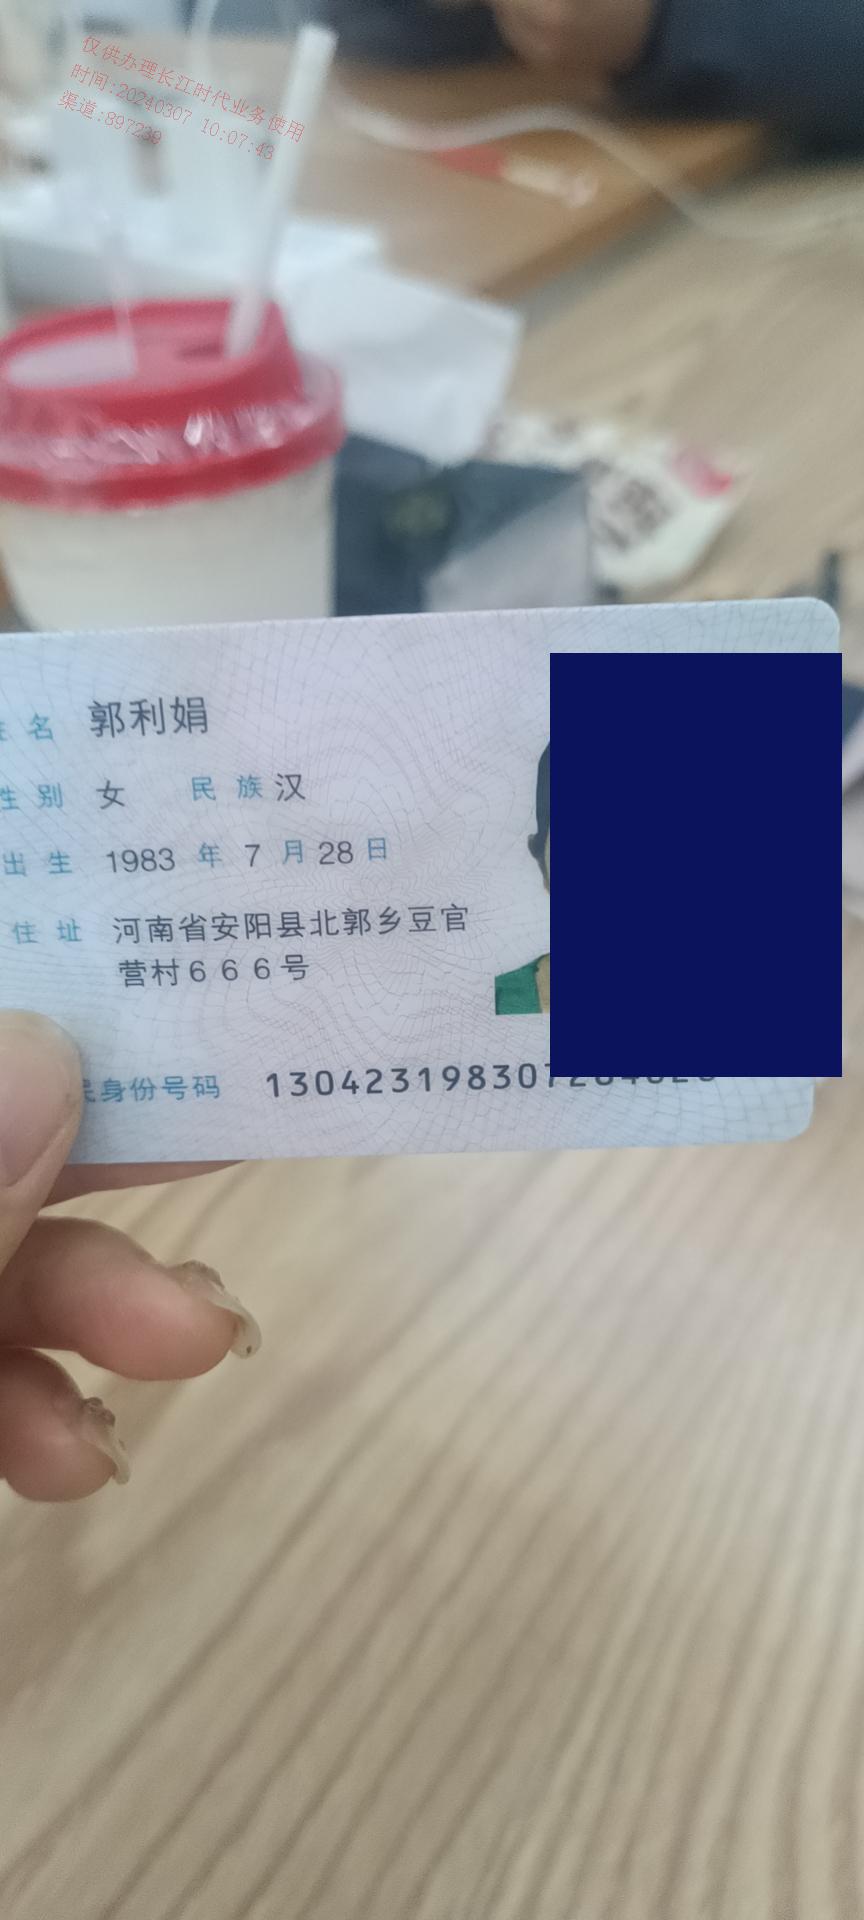 仅供办理长江时代业务使用
时间:20240307 10:07:43
渠道:897239
姓名 郭利娟
性别 女 民族 汉
出生 1983 年 7 月 28 日
住址 河南省安阳县北郭乡豆官
营村666号
民身份号码 13042319830